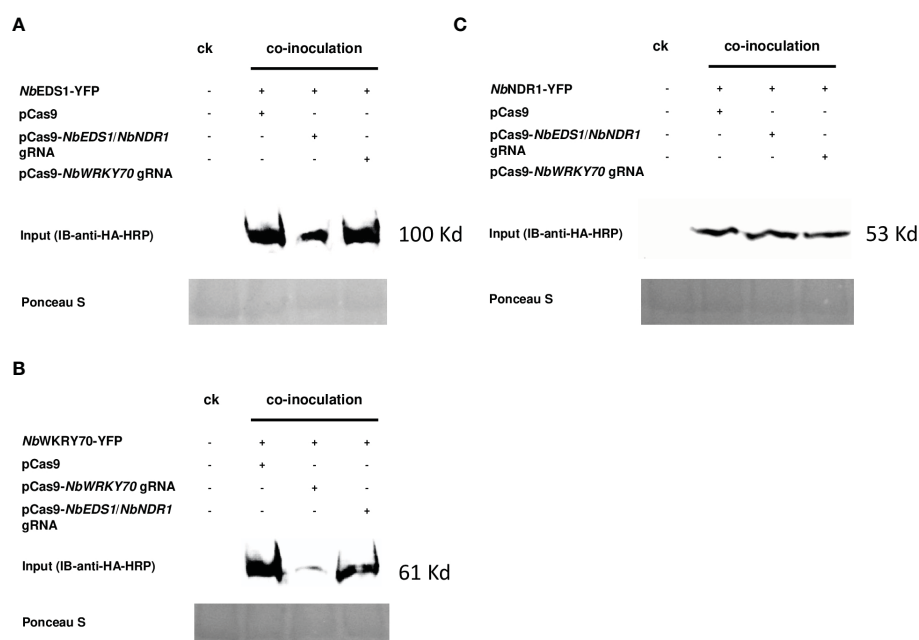 A
ck co-inoculation
NbEDS1-YFP - + + +
pCas9 - + - -
pCas9-NbEDS1/NbNDR1 - - + -
gRNA
- - - +
pCas9-NbWRKY70 gRNA
Input (IB-anti-HA-HRP) 100 Kd
Ponceau S
B
ck co-inoculation
NbWKRY70-YFP - + + +
pCas9 - + - -
pCas9-NbWRKY70 gRNA - - + -
pCas9-NbEDS1/NbNDR1 - - - +
gRNA
Input (IB-anti-HA-HRP) 61 Kd
Ponceau S
C
ck co-inoculation
NbNDR1-YFP - + + +
pCas9 - + - -
pCas9-NbEDS1/NbNDR1 - - + -
gRNA
- - - +
pCas9-NbWRKY70 gRNA
Input (IB-anti-HA-HRP) 53 Kd
Ponceau S